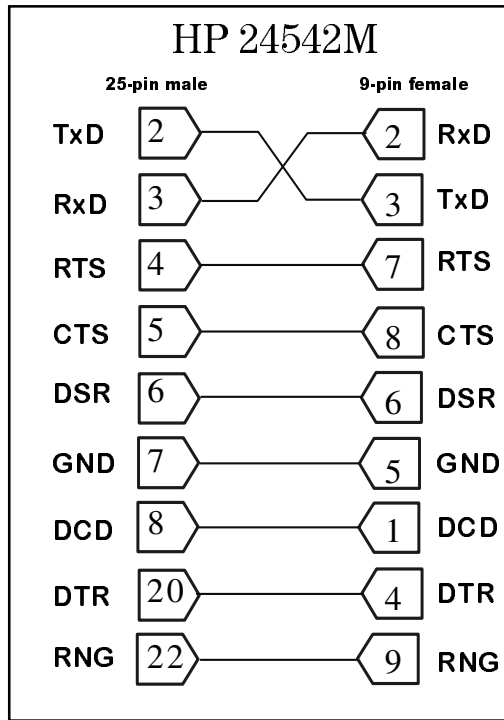 HP 24542M
25-pin male 9-pin female
TxD 2 2 RxD
RxD 3 3 TxD
RTS 4 7 RTS
CTS 5 8 CTS
DSR 6 6 DSR
GND 7 5 GND
DCD 8 1 DCD
DTR 20 4 DTR
RNG 22 9 RNG